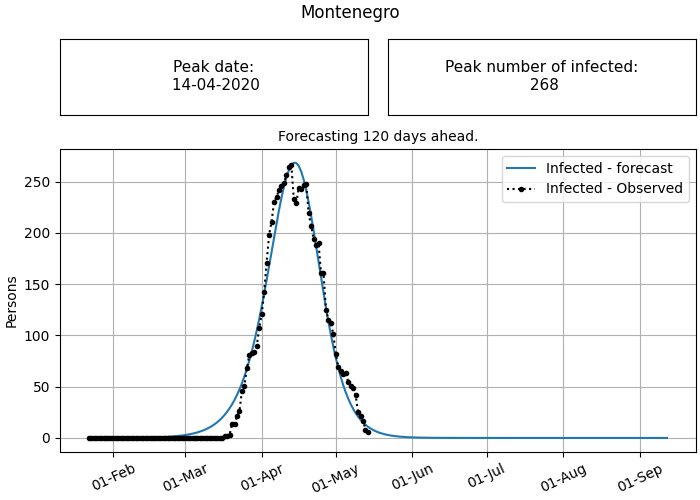 Montenegro
Peak date:
14-04-2020
Peak number of infected:
268
Forecasting 120 days ahead.
Infected - forecast
Infected - Observed
Persons
250
200
150
100
50
0
01-Feb
01-Mar
01-Apr
01-May
01-Jun
01-Jul
01-Aug
01-Sep